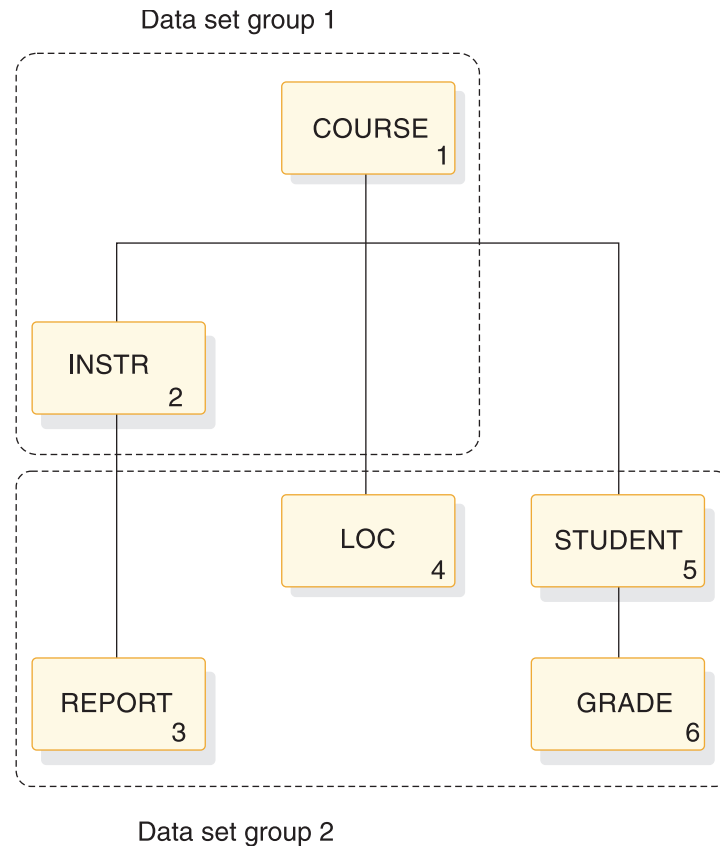 Data set group 1
COURSE
1
INSTR
2
LOC
4
STUDENT
5
REPORT
3
GRADE
6
Data set group 2